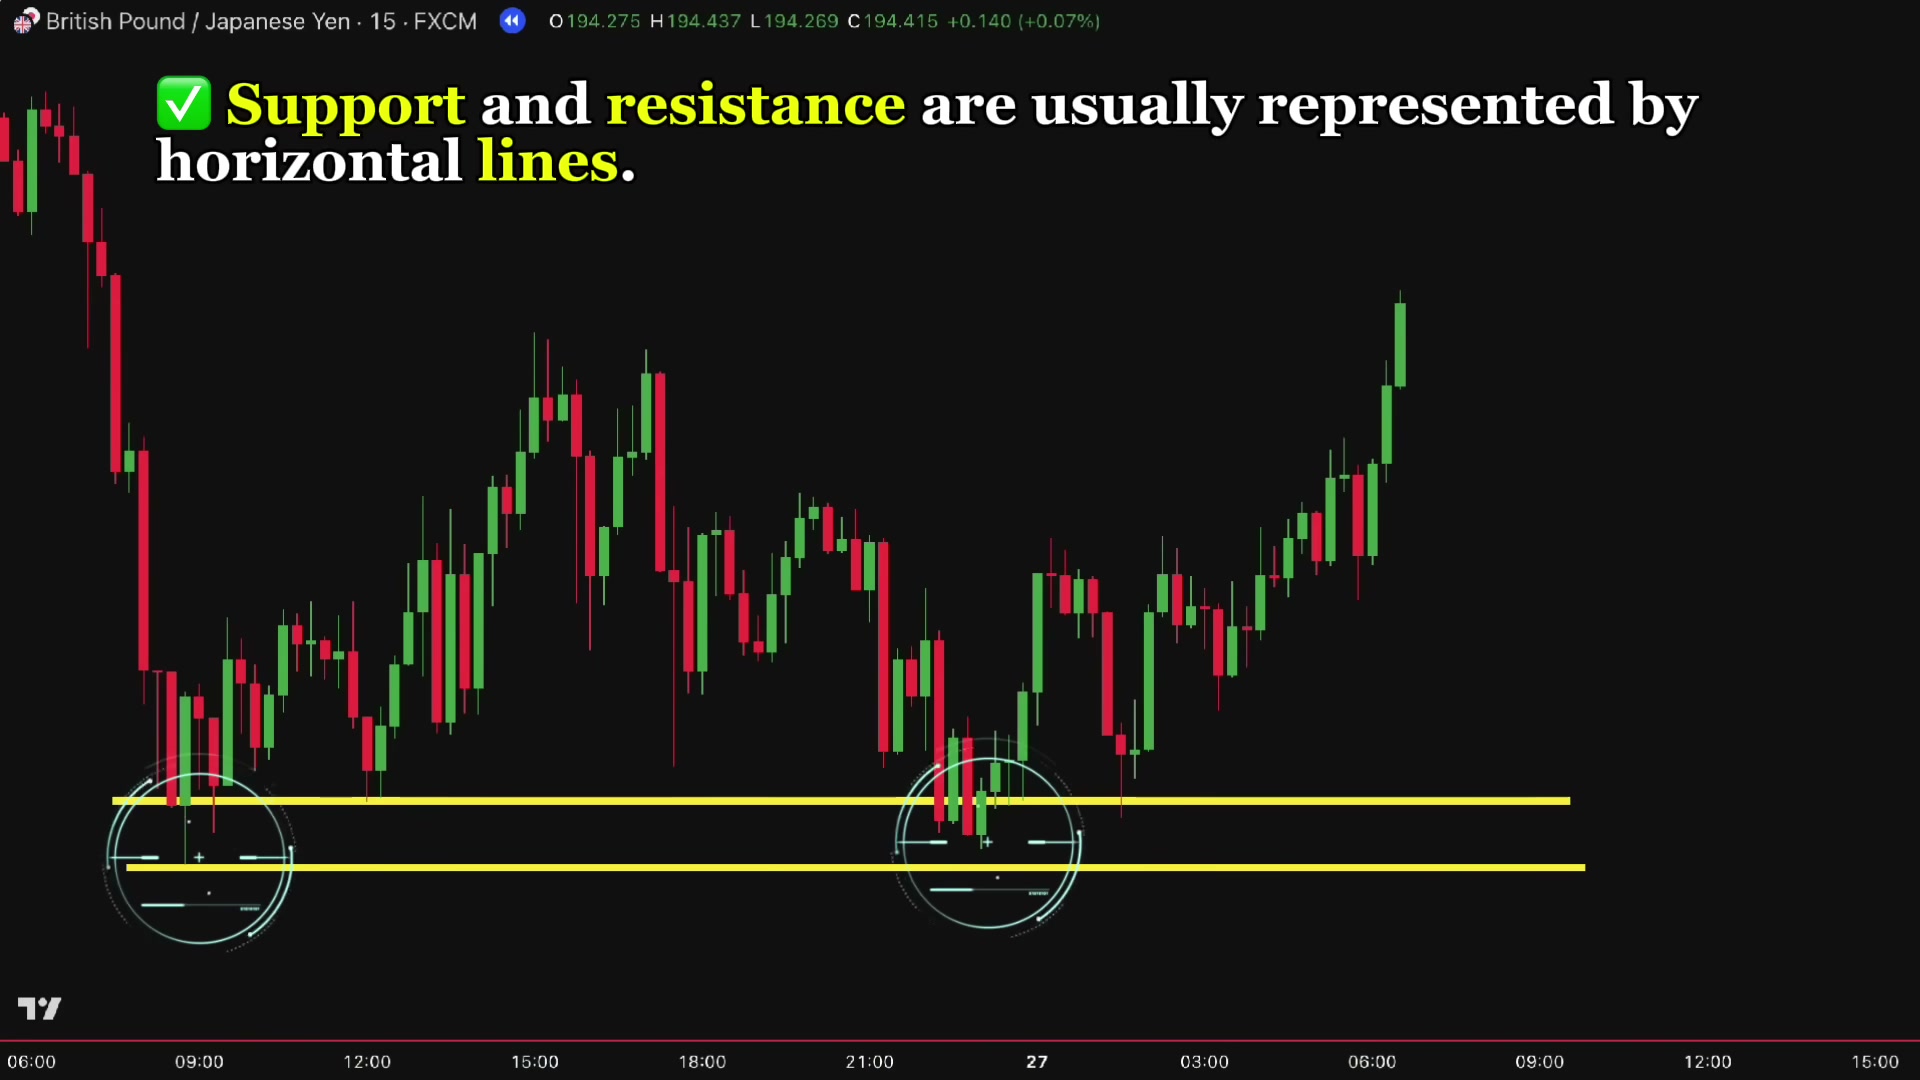 British Pound / Japanese Yen · 15 · FXCM O194.275 H194.437 L194.269 C194.415 +0.140 (+0.07%)
✅ Support and resistance are usually represented by
horizontal lines.
06:00 09:00 12:00 15:00 18:00 21:00 27 03:00 06:00 09:00 12:00 15:00